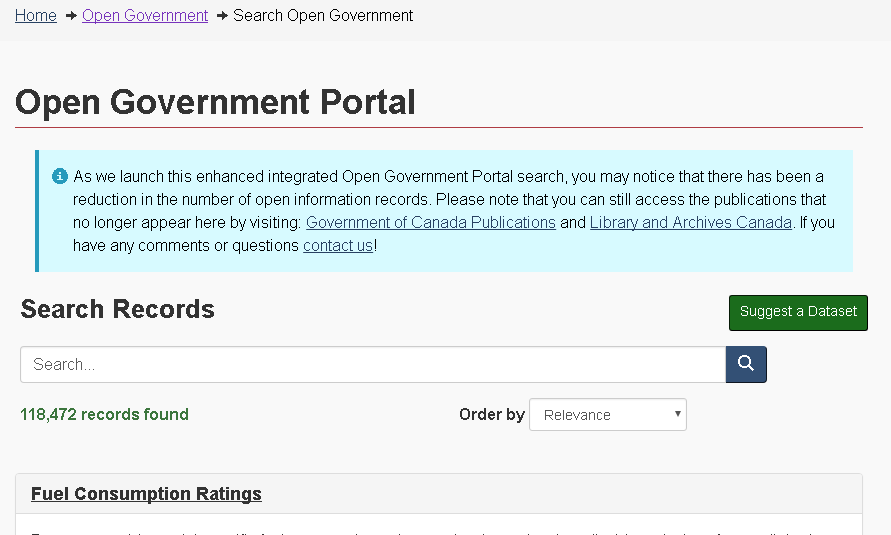 Home → Open Government → Search Open Government
Open Government Portal
As we launch this enhanced integrated Open Government Portal search, you may notice that there has been a
reduction in the number of open information records. Please note that you can still access the publications that
no longer appear here by visiting: Government of Canada Publications and Library and Archives Canada. If you
have any comments or questions contact us!
Search Records
Suggest a Dataset
Search...
118,472 records found
Order by Relevance
Fuel Consumption Ratings